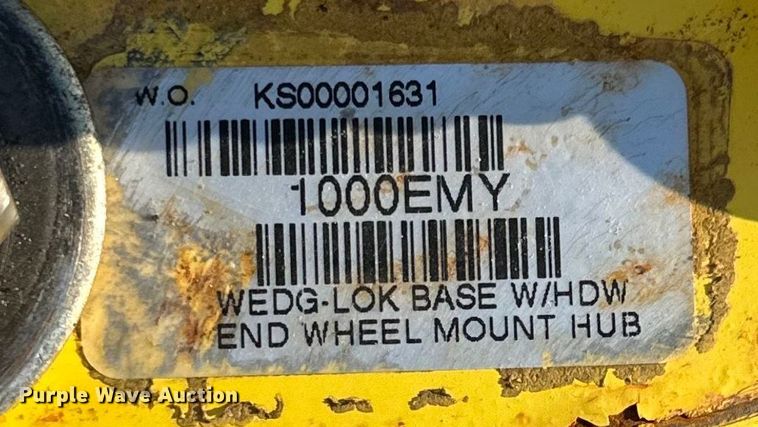 W.O. KS00001631
1000EMY
WEDG-LOK BASE W/HDW
END WHEEL MOUNT HUB
Purple Wave Auction